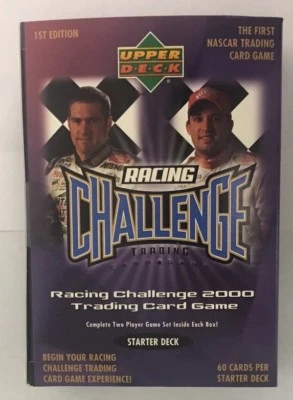 1ST EDITION
THE FIRST
NASCAR TRADING
CARD GAME
UPPER
DECK
RACING
CHALLENGE
TRADING
CARD GAME
Racing Challenge 2000
Trading Card Game
Complete Two Player Game Set Inside Each Box!
STARTER DECK
BEGIN YOUR RACING
CHALLENGE TRADING
CARD GAME EXPERIENCE!
60 CARDS PER
STARTER DECK